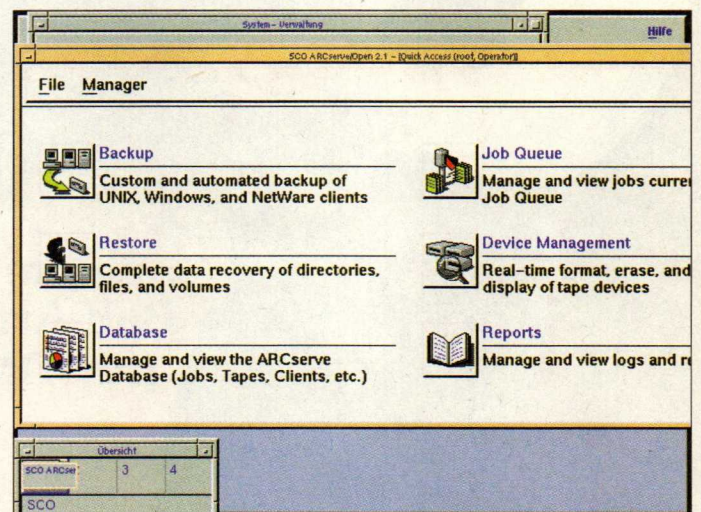 System - Verwaltung
Hilfe
SCO ARCserve/Open 2.1 - [Quick Access (root, Operator)]
File Manager
Backup
Custom and automated backup of
UNIX, Windows, and NetWare clients
Restore
Complete data recovery of directories,
files, and volumes
Database
Manage and view the ARCserve
Database (Jobs, Tapes, Clients, etc.)
Job Queue
Manage and view jobs curre
Job Queue
Device Management
Real-time format, erase, and
display of tape devices
Reports
Manage and view logs and re
Übersicht
SCO ARCser
3 4
SCO